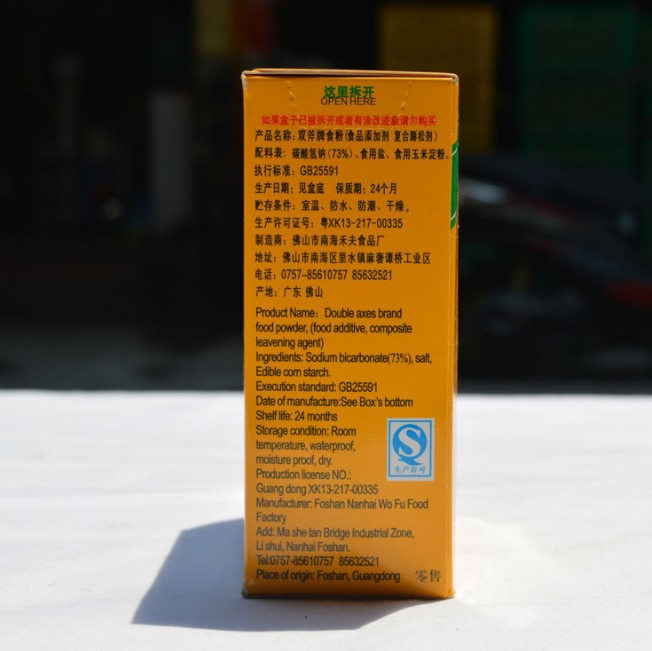 这里拆开
OPEN HERE
如果盒子已被拆开或者有涂改迹象请勿购买
产品名称：双斧牌食粉(食品添加剂 复合膨松剂)
配料表：碳酸氢钠(73%)、食用盐、食用玉米淀粉。
执行标准：GB25591
生产日期：见盒底 保质期：24个月
贮存条件：室温、防水、防潮、干燥。
生产许可证号：粤XK13-217-00335
制造商：佛山市南海禾夫食品厂
地址：佛山市南海区里水镇麻奢谭桥工业区
电话：0757-85610757 85632521
产地：广东 佛山
Product Name: Double axes brand
food powder, (food additive, composite
leavening agent)
Ingredients: Sodium bicarbonate(73%), salt,
Edible corn starch.
Execution standard: GB25591
Date of manufacture:See Box's bottom
Shelf life: 24 months
Storage condition: Room
temperature, waterproof,
moisture proof, dry.
Production license NO.:
Guang dong XK13-217-00335
Manufacturer: Foshan Nanhai Wo Fu Food
Factory
Add: Ma she tan Bridge Industrial Zone,
Li shui, Nanhai Foshan.
Tel:0757-85610757 85632521
Place of origin: Foshan, Guangdong
生产许可
零售